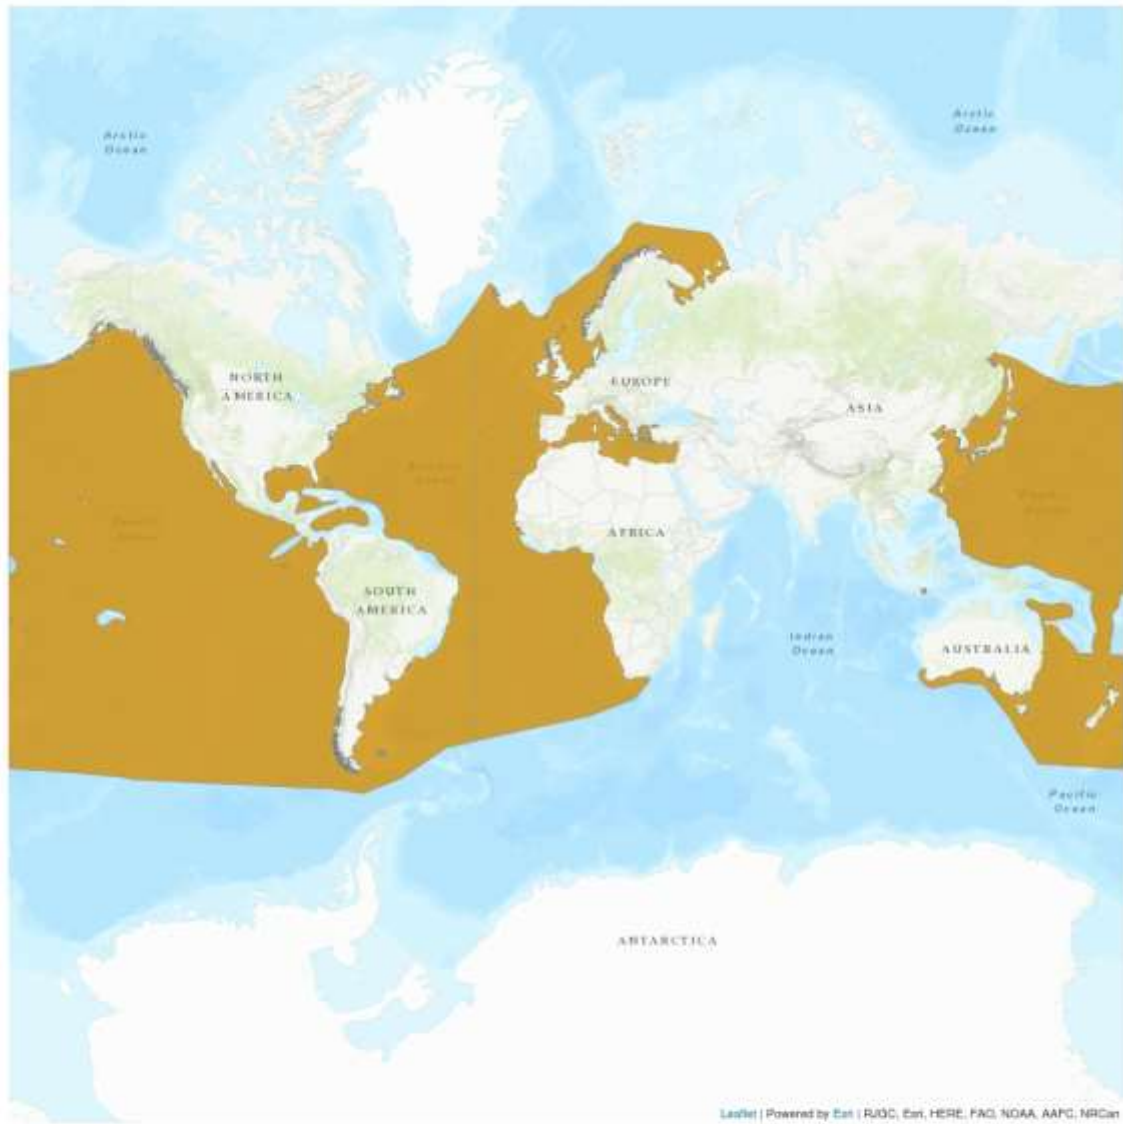 Arctic
Ocean
Arctic
Ocean
NORTH
AMERICA
EUROPE
ASIA
AFRICA
SOUTH
AMERICA
Indian
Ocean
AUSTRALIA
Pacific
Ocean
ANTARCTICA
Leaflet | Powered by Esri | RJGC, Esri, HERE, FAO, NOAA, AAFC, NRCan